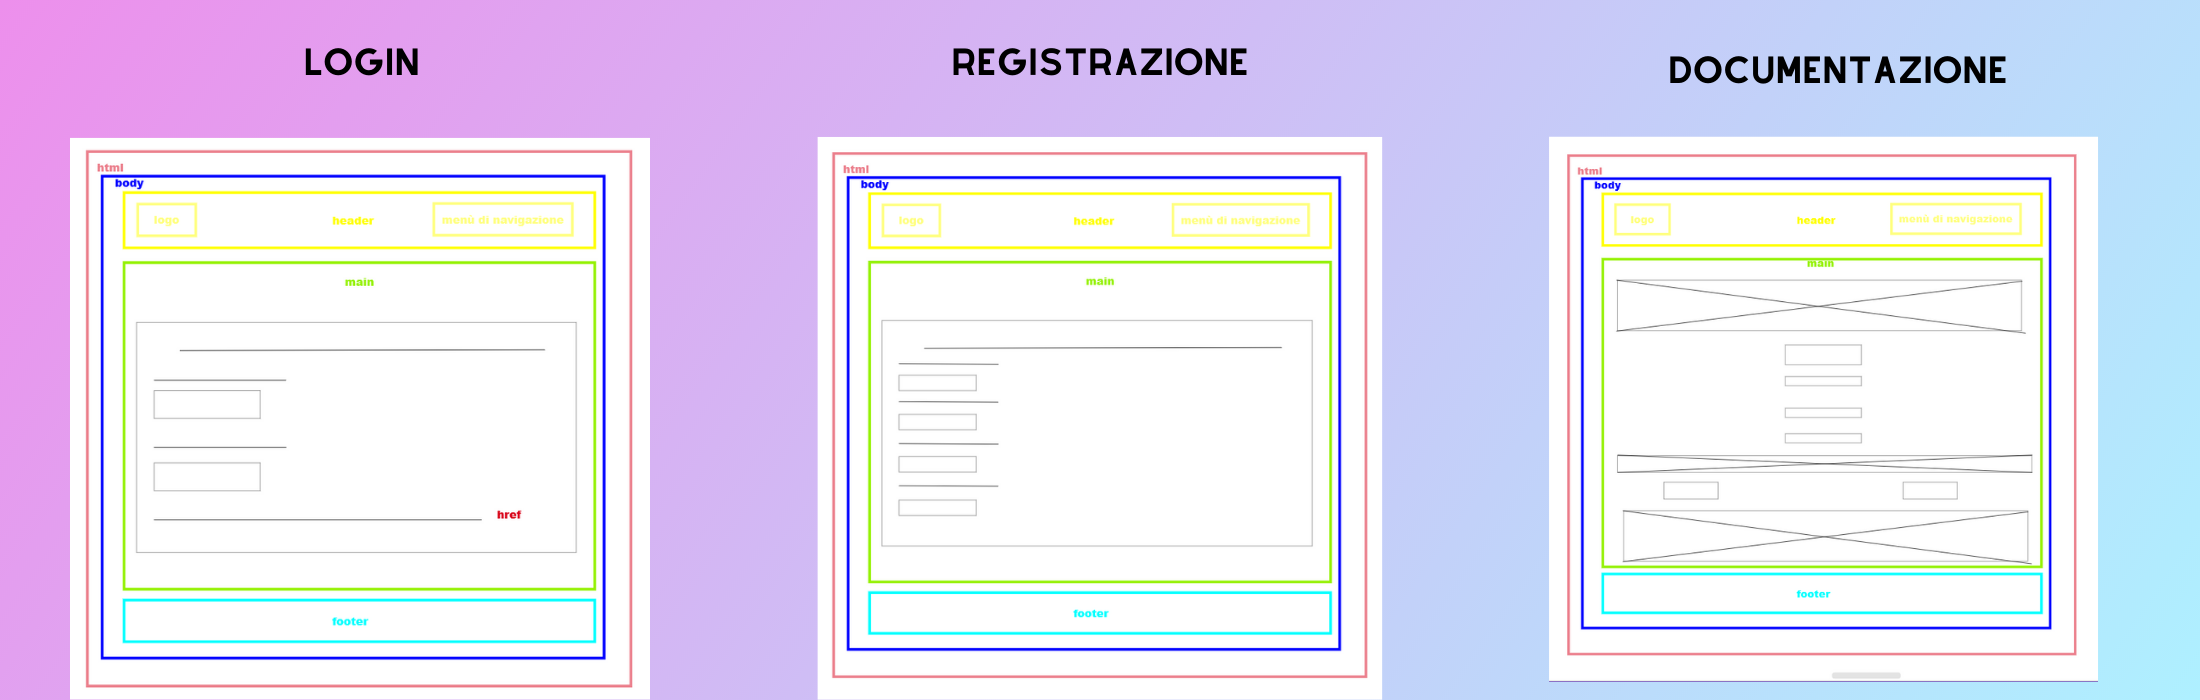 LOGIN
html
body
logo
header
menù di navigazione
main
href
footer
REGISTRAZIONE
html
body
logo
header
menù di navigazione
main
footer
DOCUMENTAZIONE
html
body
logo
header
menù di navigazione
main
footer